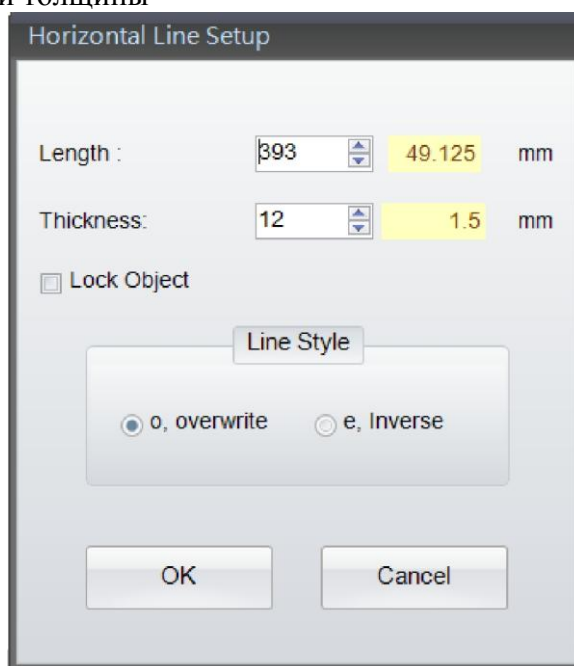 и толщины
Horizontal Line Setup
Length : 393 49.125 mm
Thickness: 12 1.5 mm
Lock Object
Line Style
o, overwrite e, Inverse
OK Cancel